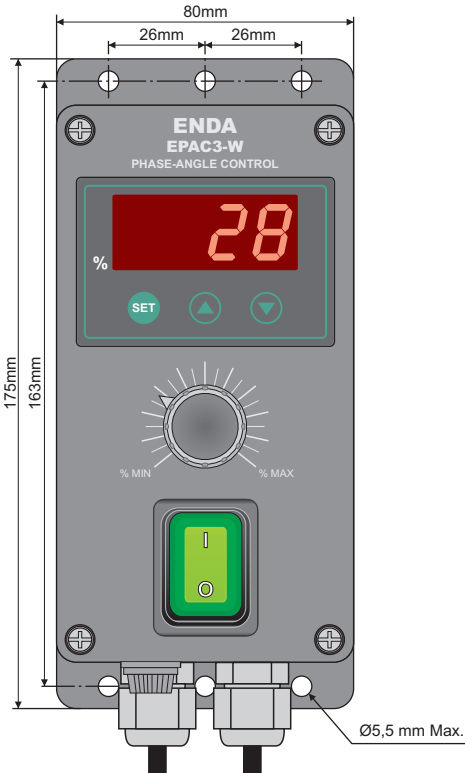 80mm
26mm 26mm
175mm
163mm
ENDA
EPAC3-W
PHASE-ANGLE CONTROL
28
%
SET
% MIN % MAX
I
O
Ø5,5 mm Max.